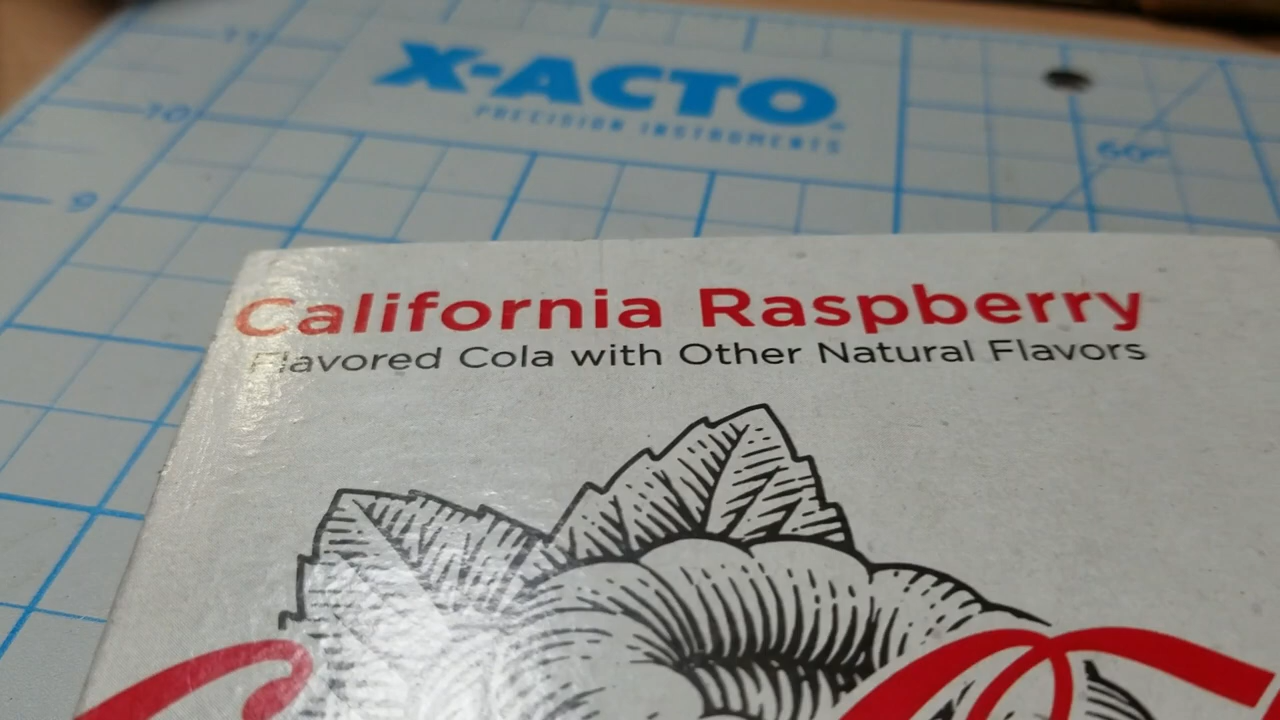 11
X-ACTO
PRECISION INSTRUMENTS
10
60°
9
California Raspberry
Flavored Cola with Other Natural Flavors